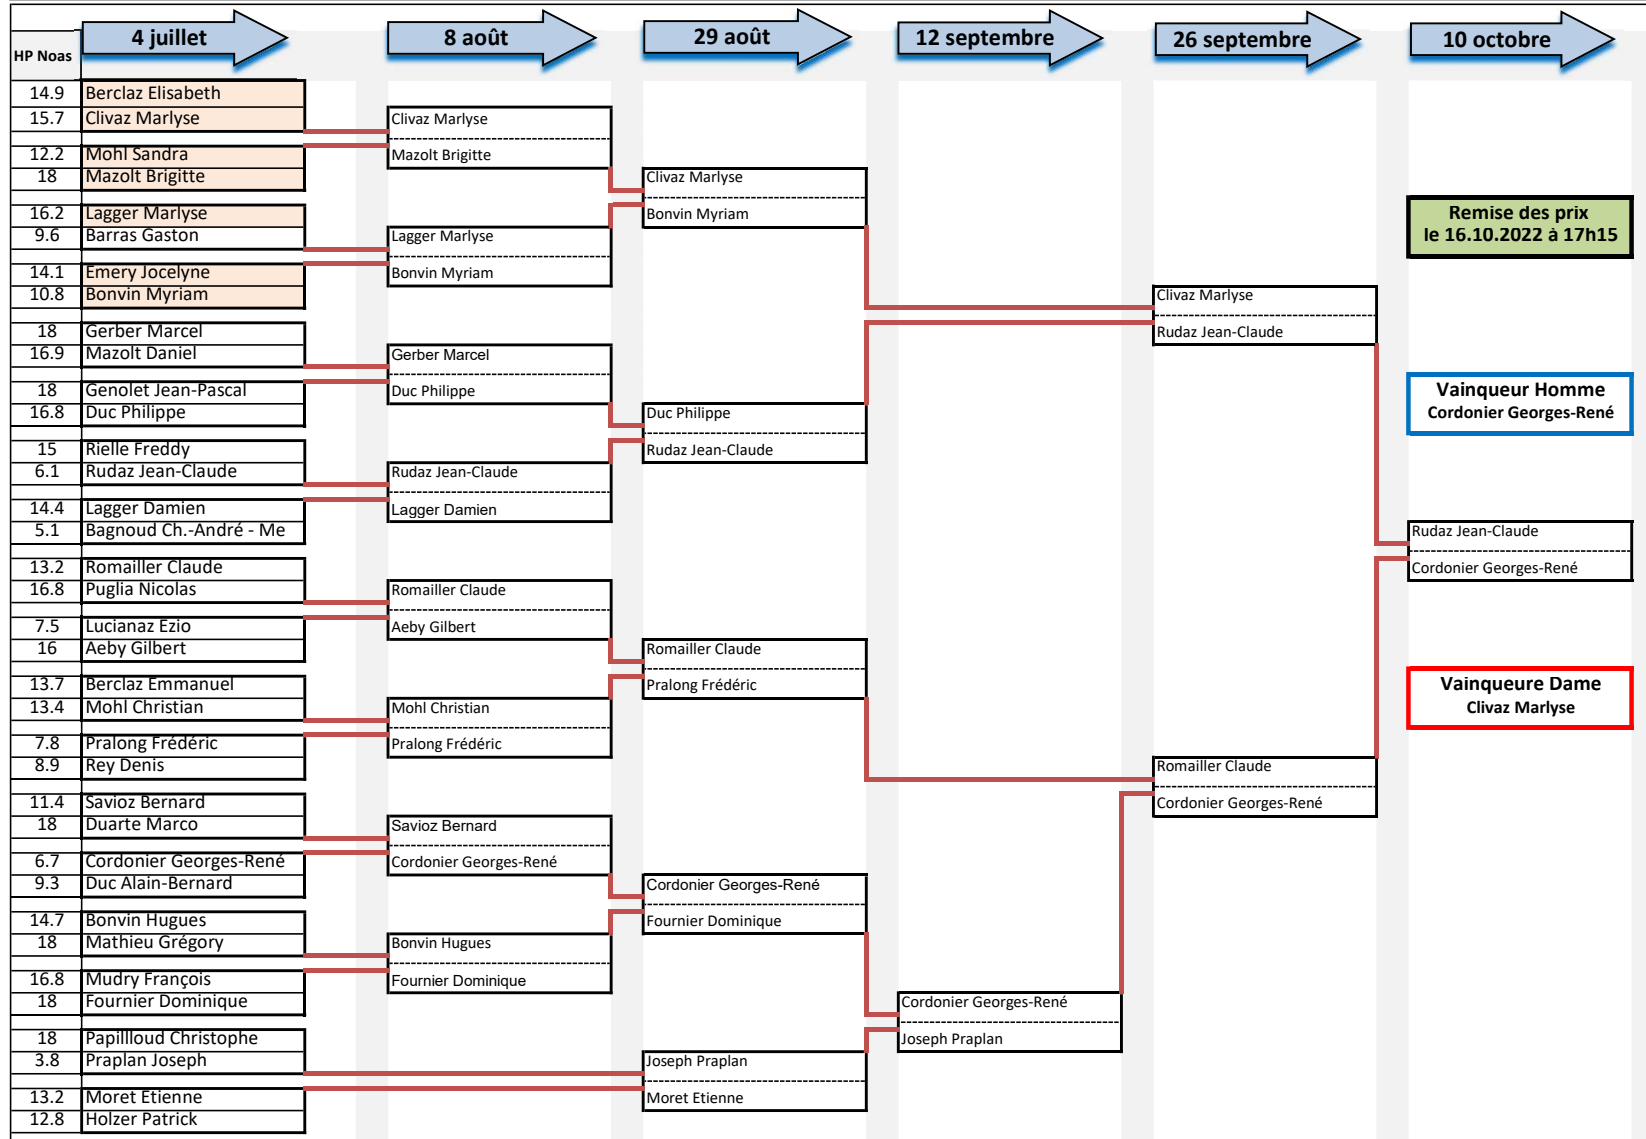 4 juillet
8 août
29 août
12 septembre
26 septembre
10 octobre
HP Noas
14.9 Berclaz Elisabeth
15.7 Clivaz Marlyse
12.2 Mohl Sandra
18 Mazolt Brigitte
16.2 Lagger Marlyse
9.6 Barras Gaston
14.1 Emery Jocelyne
10.8 Bonvin Myriam
18 Gerber Marcel
16.9 Mazolt Daniel
18 Genolet Jean-Pascal
16.8 Duc Philippe
15 Rielle Freddy
6.1 Rudaz Jean-Claude
14.4 Lagger Damien
5.1 Bagnoud Ch.-André - Me
13.2 Romailler Claude
16.8 Puglia Nicolas
7.5 Lucianaz Ezio
16 Aeby Gilbert
13.7 Berclaz Emmanuel
13.4 Mohl Christian
7.8 Pralong Frédéric
8.9 Rey Denis
11.4 Savioz Bernard
18 Duarte Marco
6.7 Cordonier Georges-René
9.3 Duc Alain-Bernard
14.7 Bonvin Hugues
18 Mathieu Grégory
16.8 Mudry François
18 Fournier Dominique
18 Papillloud Christophe
3.8 Praplan Joseph
13.2 Moret Etienne
12.8 Holzer Patrick
Clivaz Marlyse
Mazolt Brigitte
Lagger Marlyse
Bonvin Myriam
Gerber Marcel
Duc Philippe
Rudaz Jean-Claude
Lagger Damien
Romailler Claude
Aeby Gilbert
Mohl Christian
Pralong Frédéric
Savioz Bernard
Cordonier Georges-René
Bonvin Hugues
Fournier Dominique
Clivaz Marlyse
Bonvin Myriam
Duc Philippe
Rudaz Jean-Claude
Romailler Claude
Pralong Frédéric
Cordonier Georges-René
Fournier Dominique
Joseph Praplan
Moret Etienne
Cordonier Georges-René
Joseph Praplan
Clivaz Marlyse
Rudaz Jean-Claude
Romailler Claude
Cordonier Georges-René
Remise des prix
le 16.10.2022 à 17h15
Vainqueur Homme
Cordonier Georges-René
Rudaz Jean-Claude
Cordonier Georges-René
Vainqueure Dame
Clivaz Marlyse